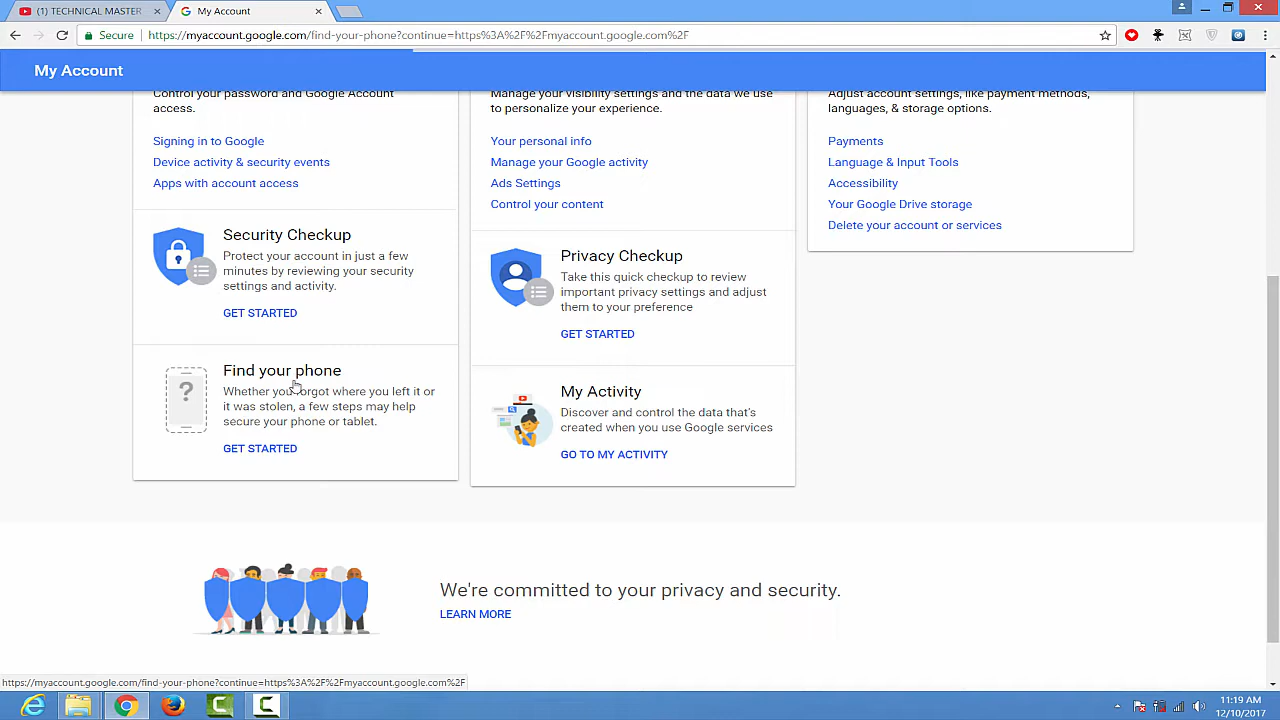 (1) TECHNICAL MASTER
My Account
Secure
https://myaccount.google.com/find-your-phone?continue=https%3A%2F%2Fmyaccount.google.com%2F
My Account
Control your password and Google Account
access.
Signing in to Google
Device activity & security events
Apps with account access
Security Checkup
Protect your account in just a few
minutes by reviewing your security
settings and activity.
GET STARTED
Find your phone
Whether you forgot where you left it or
it was stolen, a few steps may help
secure your phone or tablet.
GET STARTED
Manage your visibility settings and the data we use
to personalize your experience.
Your personal info
Manage your Google activity
Ads Settings
Control your content
Privacy Checkup
Take this quick checkup to review
important privacy settings and adjust
them to your preference
GET STARTED
My Activity
Discover and control the data that's
created when you use Google services
GO TO MY ACTIVITY
Adjust account settings, like payment methods,
languages, & storage options.
Payments
Language & Input Tools
Accessibility
Your Google Drive storage
Delete your account or services
We're committed to your privacy and security.
LEARN MORE
https://myaccount.google.com/find-your-phone?continue=https%3A%2F%2Fmyaccount.google.com%2F
11:19 AM
12/10/2017